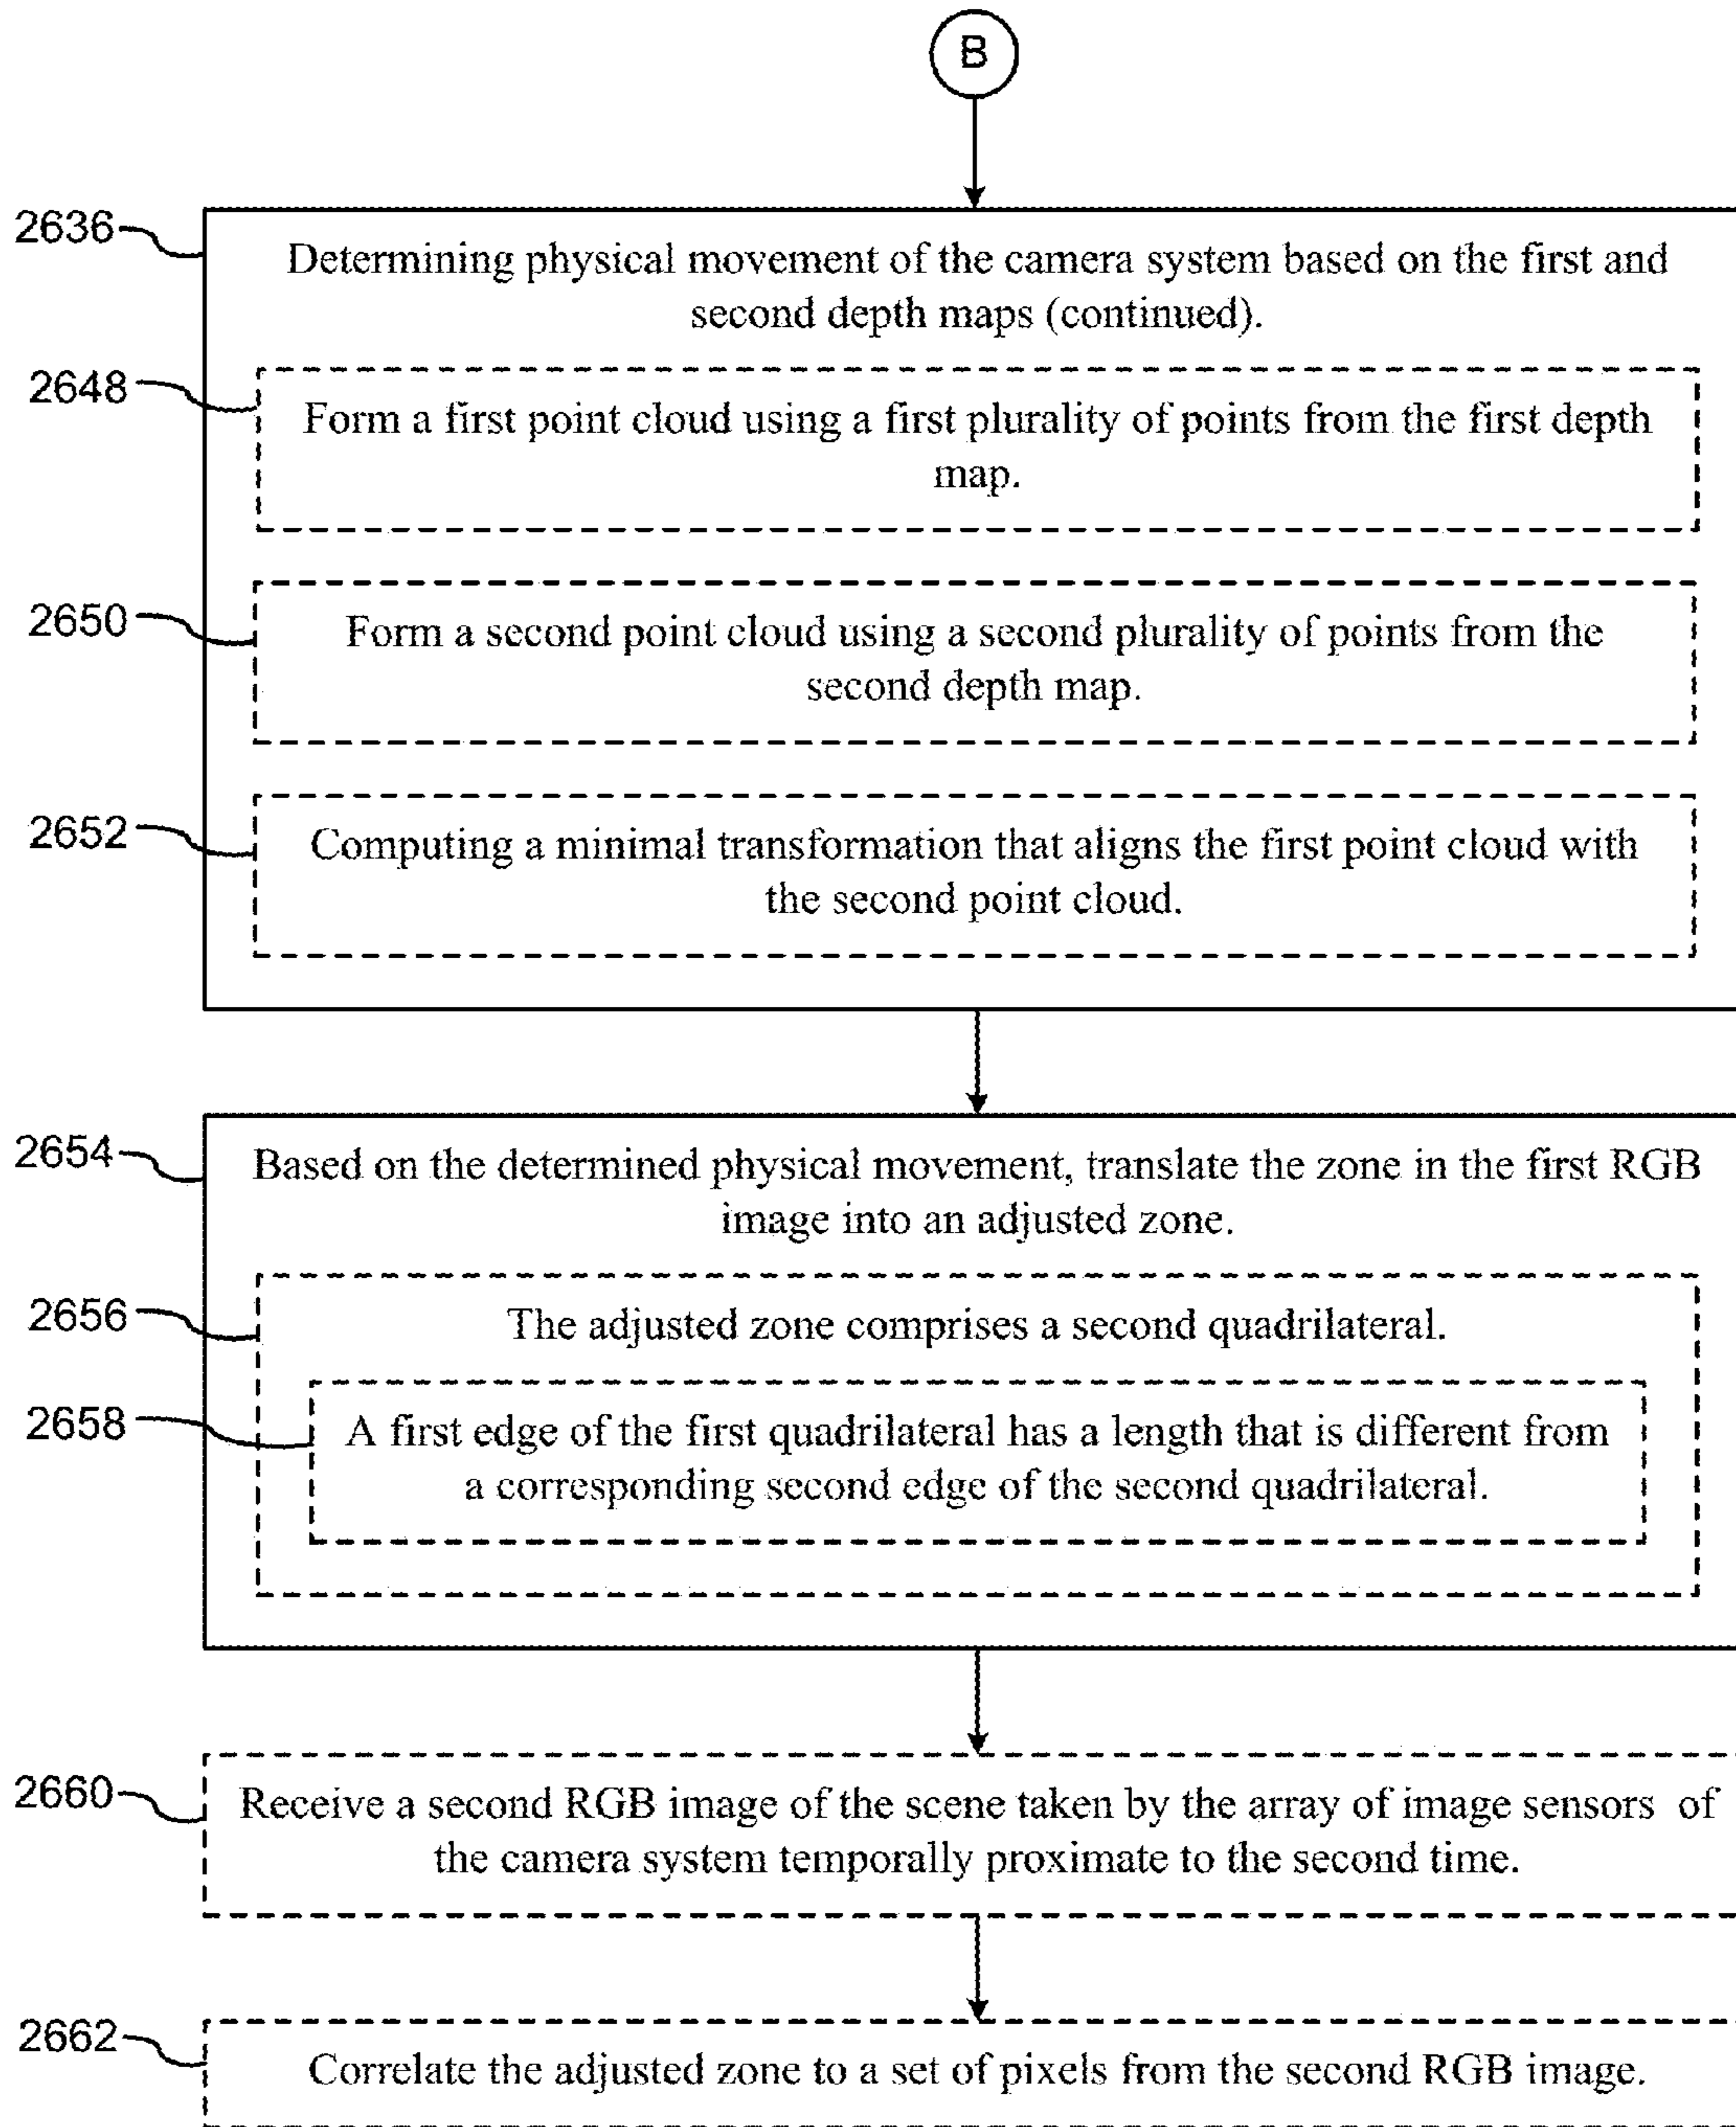 B
2636
Determining physical movement of the camera system based on the first and
second depth maps (continued).
2648
Form a first point cloud using a first plurality of points from the first depth
map.
2650
Form a second point cloud using a second plurality of points from the
second depth map.
2652
Computing a minimal transformation that aligns the first point cloud with
the second point cloud.
2654
Based on the determined physical movement, translate the zone in the first RGB
image into an adjusted zone.
2656
The adjusted zone comprises a second quadrilateral.
2658
A first edge of the first quadrilateral has a length that is different from
a corresponding second edge of the second quadrilateral.
2660
Receive a second RGB image of the scene taken by the array of image sensors of
the camera system temporally proximate to the second time.
2662
Correlate the adjusted zone to a set of pixels from the second RGB image.